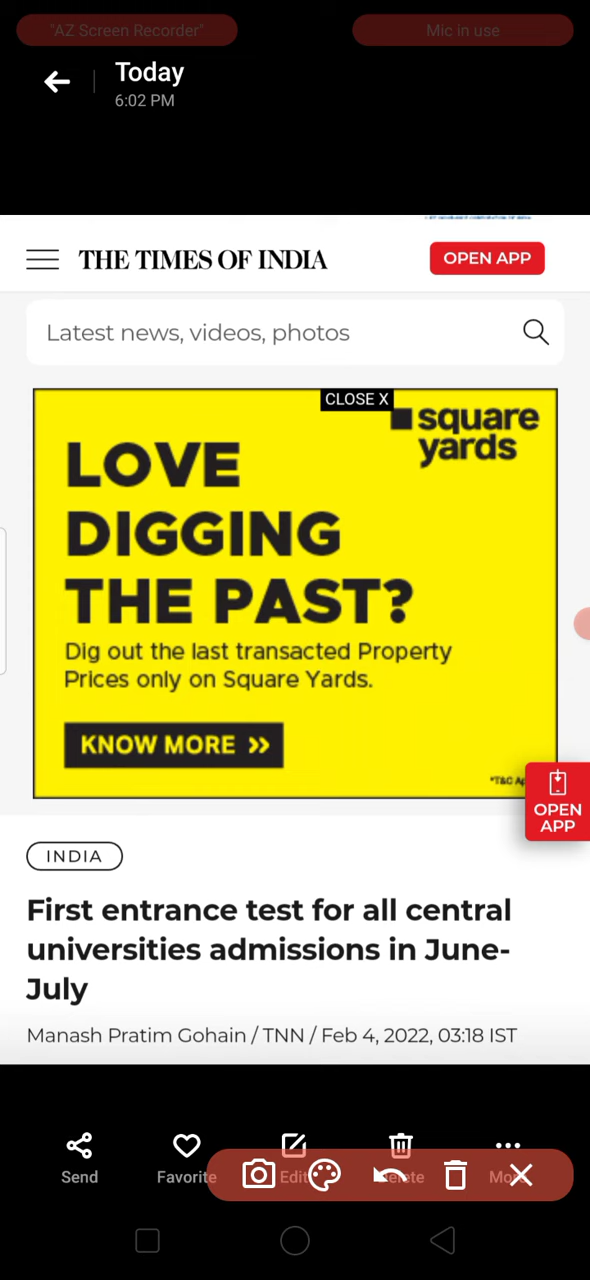 "AZ Screen Recorder"
Mic in use
Today
6:02 PM
THE TIMES OF INDIA
OPEN APP
Latest news, videos, photos
CLOSE X
square
yards
LOVE
DIGGING
THE PAST?
Dig out the last transacted Property
Prices only on Square Yards.
KNOW MORE >>
*T&C
OPEN
APP
INDIA
First entrance test for all central
universities admissions in June-
July
Manash Pratim Gohain / TNN / Feb 4, 2022, 03:18 IST
Send
Favorite
Edit
Delete
More